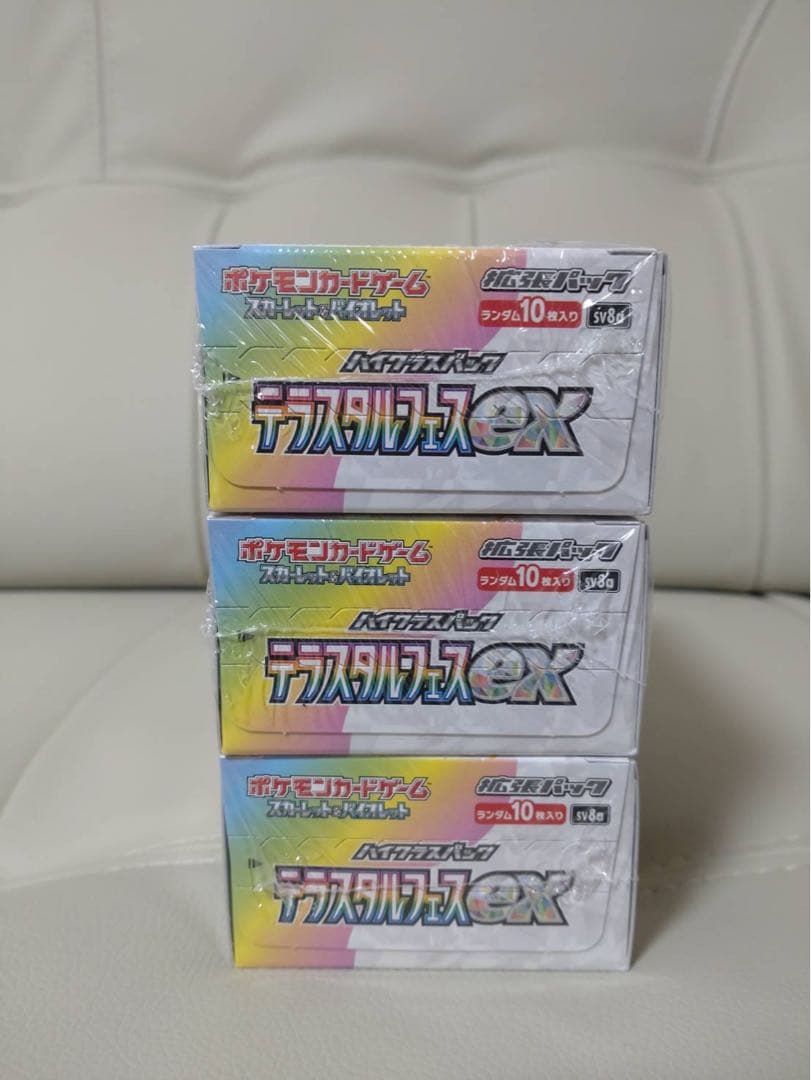 ポケモンカードゲーム 拡張パック
スカーレット&バイオレット ランダム10枚入り sv8a
ハイクラスパック
テラスタルフェスex
ポケモンカードゲーム 拡張パック
スカーレット&バイオレット ランダム10枚入り sv8a
ハイクラスパック
テラスタルフェスex
ポケモンカードゲーム 拡張パック
スカーレット&バイオレット ランダム10枚入り sv8a
ハイクラスパック
テラスタルフェスex